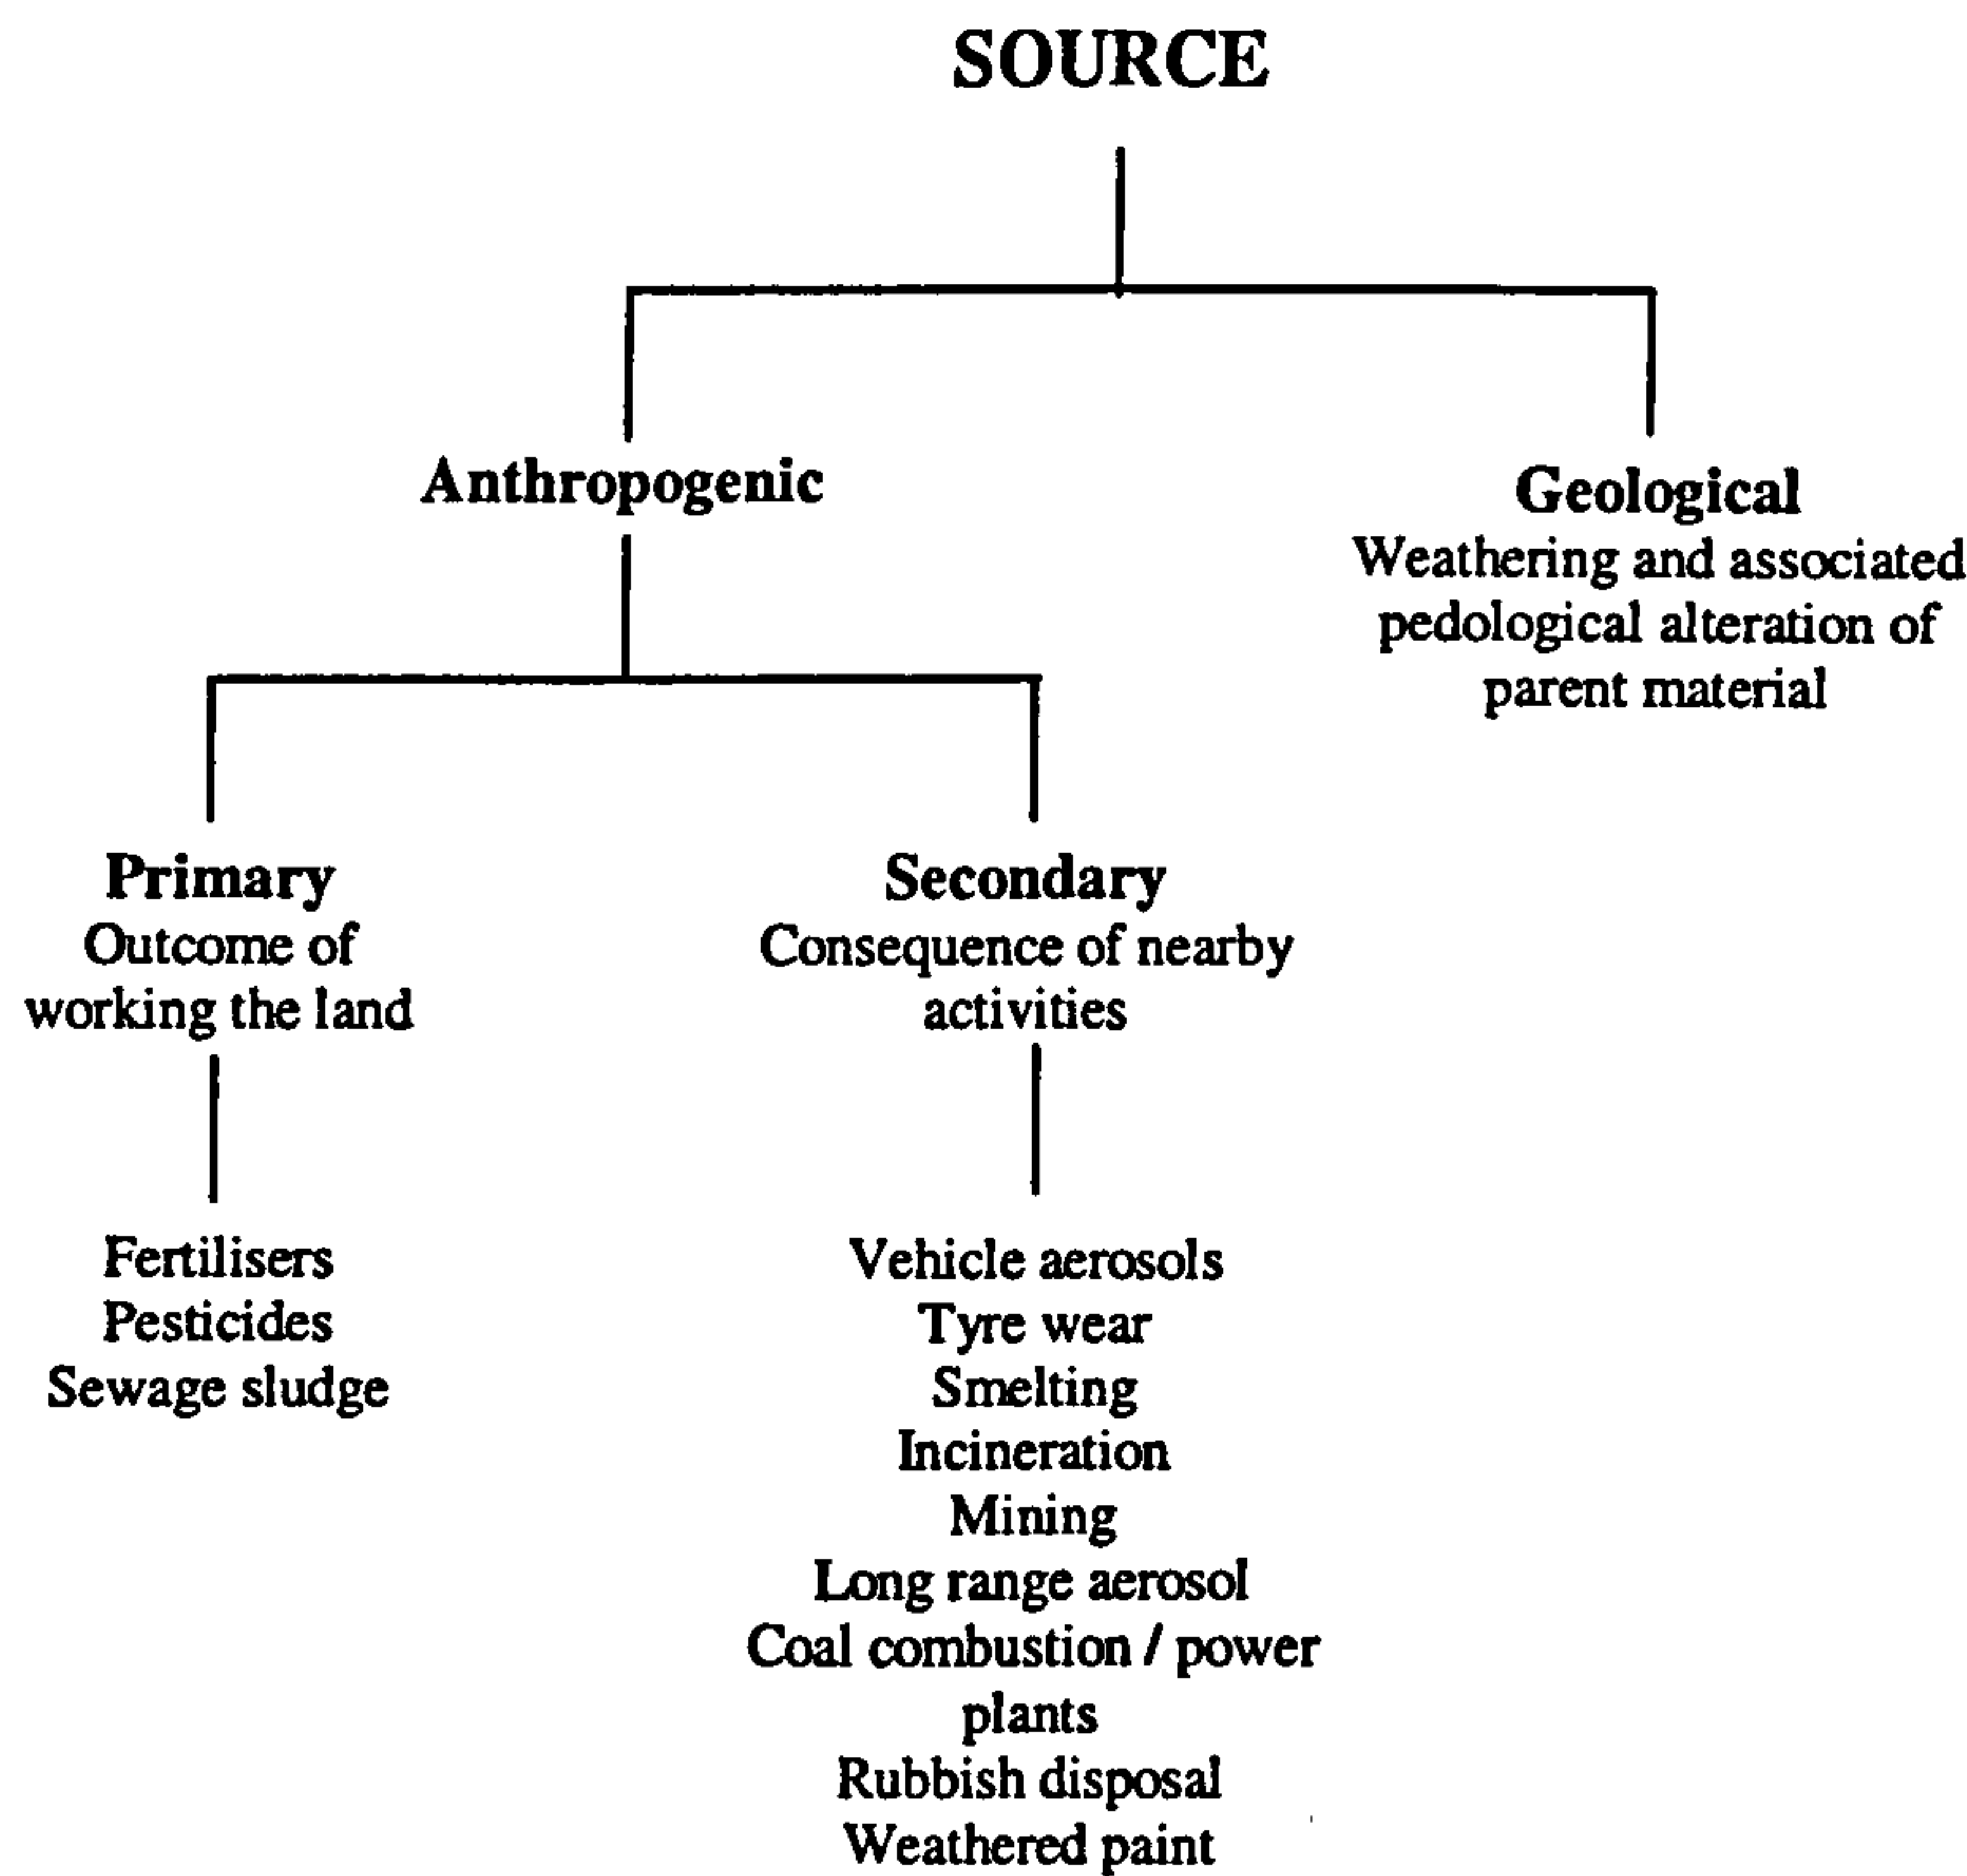 SOURCE
Anthropogenic
Geological
Weathering and associated
pedological alteration of
parent material
Primary
Outcome of
working the land
Secondary
Consequence of nearby
activities
Fertilisers
Pesticides
Sewage sludge
Vehicle aerosols
Tyre wear
Smelting
Incineration
Mining
Long range aerosol
Coal combustion / power
plants
Rubbish disposal
Weathered paint